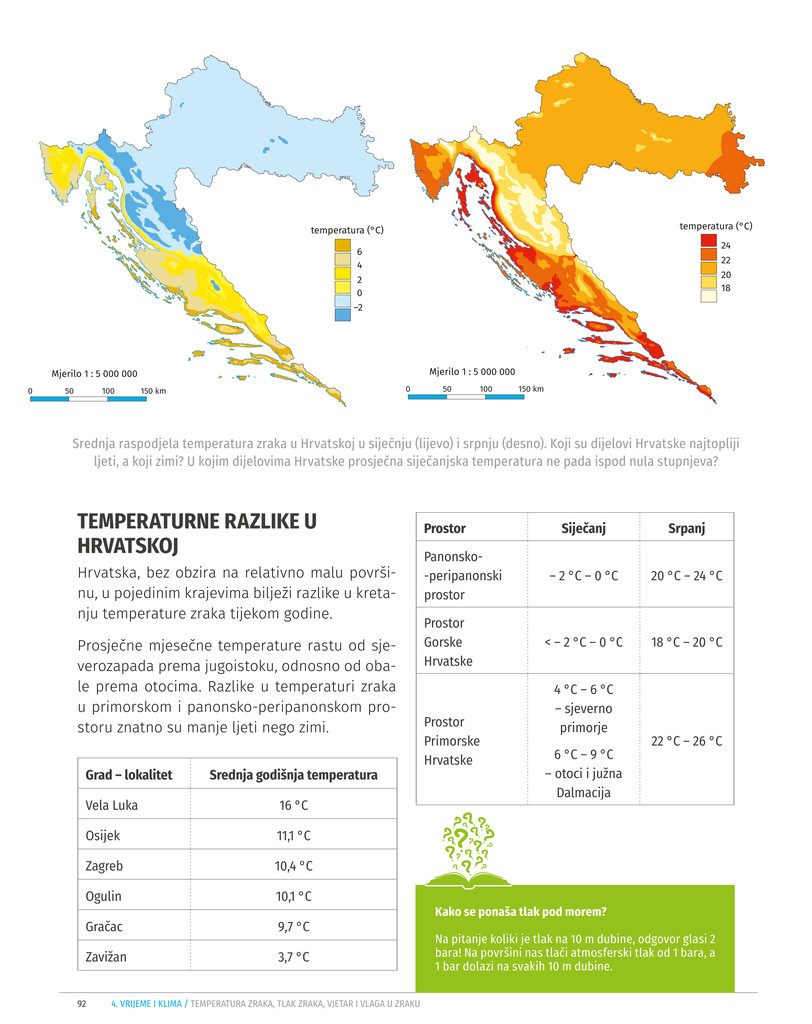 temperatura (°C)
6
4
2
0
–2
Mjerilo 1 : 5 000 000
0 50 100 150 km
temperatura (°C)
24
22
20
18
Mjerilo 1 : 5 000 000
0 50 100 150 km
Srednja raspodjela temperatura zraka u Hrvatskoj u siječnju (lijevo) i srpnju (desno). Koji su dijelovi Hrvatske najtopliji
ljeti, a koji zimi? U kojim dijelovima Hrvatske prosječna siječanjska temperatura ne pada ispod nula stupnjeva?
TEMPERATURNE RAZLIKE U
HRVATSKOJ
Hrvatska, bez obzira na relativno malu površi-
nu, u pojedinim krajevima bilježi razlike u kreta-
nju temperature zraka tijekom godine.
Prosječne mjesečne temperature rastu od sje-
verozapada prema jugoistoku, odnosno od oba-
le prema otocima. Razlike u temperaturi zraka
u primorskom i panonsko-peripanonskom pro-
storu znatno su manje ljeti nego zimi.
Grad – lokalitet Srednja godišnja temperatura
Vela Luka 16 °C
Osijek 11,1 °C
Zagreb 10,4 °C
Ogulin 10,1 °C
Gračac 9,7 °C
Zavižan 3,7 °C
Prostor Siječanj Srpanj
Panonsko-
-peripanonski – 2 °C – 0 °C 20 °C – 24 °C
prostor
Prostor
Gorske < – 2 °C – 0 °C 18 °C – 20 °C
Hrvatske
Prostor
Primorske
Hrvatske
4 °C – 6 °C
– sjeverno
primorje
6 °C – 9 °C
– otoci i južna
Dalmacija
22 °C – 26 °C
Kako se ponaša tlak pod morem?
Na pitanje koliki je tlak na 10 m dubine, odgovor glasi 2
bara! Na površini nas tlači atmosferski tlak od 1 bara, a
1 bar dolazi na svakih 10 m dubine.
92 4. VRIJEME I KLIMA / TEMPERATURA ZRAKA, TLAK ZRAKA, VJETAR I VLAGA U ZRAKU